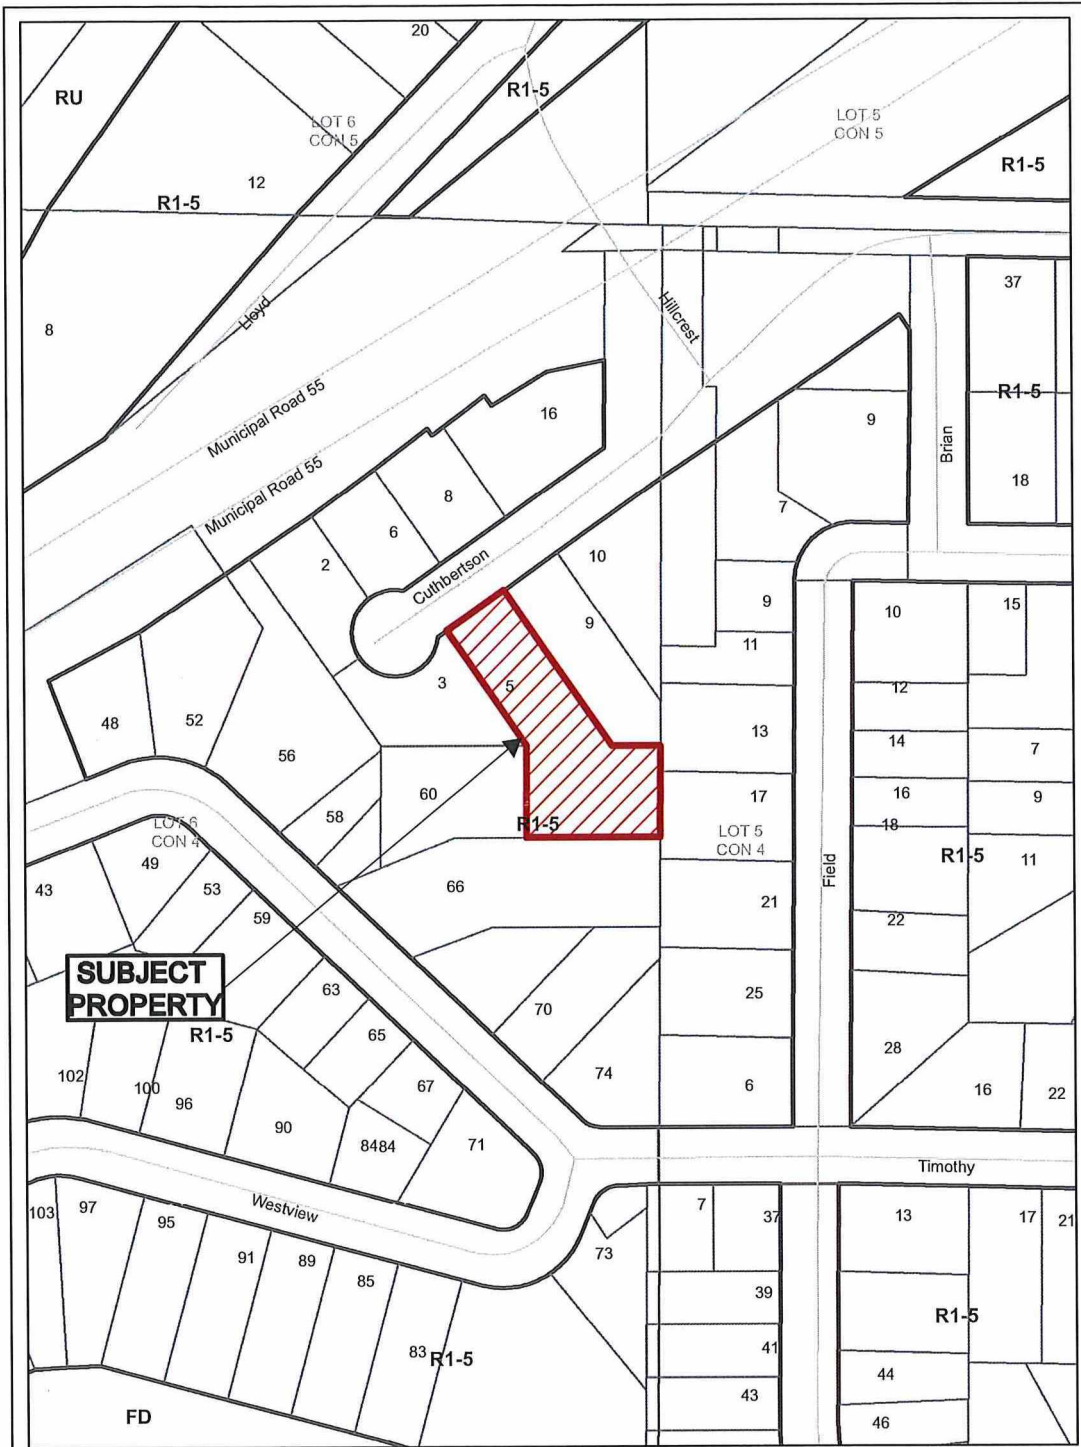 20
RU
R1-5
LOT 6
CON 5
LOT 5
CON 5
R1-5
12
R1-5
37
8
Lloyd
Hillcrest
Municipal Road 55
R1-5
16
9
Brian
Municipal Road 55
18
8
7
6
10
2
Cuthbertson
9
10
15
9
11
3
5
12
48
52
13
14
7
56
60
17
16
9
58
LOT 6
CON 4
R1-5
LOT 5
CON 4
18
R1-5
11
49
43
53
66
Field
21
22
59
SUBJECT
PROPERTY
63
25
70
R1-5
65
28
102
100
96
67
74
6
16
22
90
8484
71
Timothy
Westview
103
97
95
7
37
13
17
21
91
89
85
73
39
R1-5
83
R1-5
41
44
43
FD
46